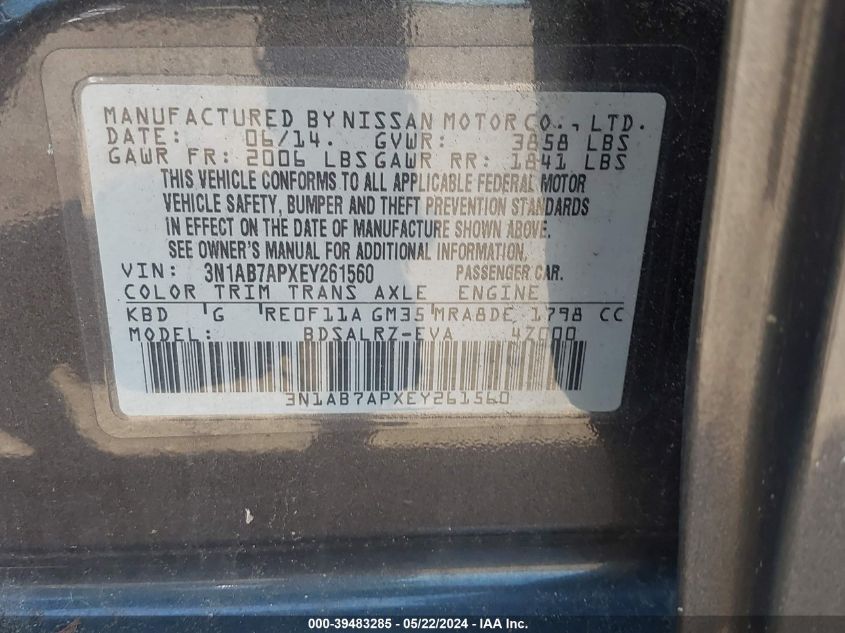 MANUFACTURED BY NISSAN MOTOR CO., LTD.
DATE: 06/14. GVWR: 3858 LBS
GAWR FR: 2006 LBS GAWR RR: 1841 LBS
THIS VEHICLE CONFORMS TO ALL APPLICABLE FEDERAL MOTOR
VEHICLE SAFETY, BUMPER AND THEFT PREVENTION STANDARDS
IN EFFECT ON THE DATE OF MANUFACTURE SHOWN ABOVE.
SEE OWNER'S MANUAL FOR ADDITIONAL INFORMATION,
VIN: 3N1AB7APXEY261560 PASSENGER CAR.
COLOR TRIM TRANS AXLE ENGINE
KBD G RE0F11A GM35 MRA8DE 1798 CC
MODEL: BDSALRZ-EVA 4Z000
3N1AB7APXEY261560
000-39483285 - 05/22/2024 - IAA Inc.